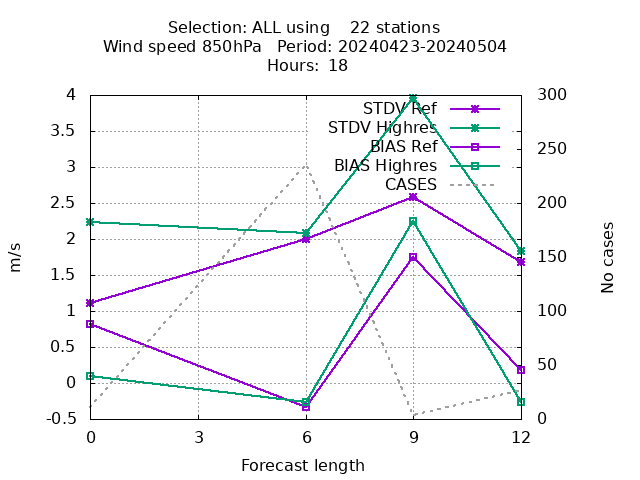 Selection: ALL using    22 stations
Wind speed 850hPa   Period: 20240423-20240504
Hours: 18
4
3.5
3
2.5
2
1.5
1
0.5
0
-0.5
m/s
STDV Ref
STDV Highres
BIAS Ref
BIAS Highres
CASES
300
250
200
150
100
50
0
No cases
0 3 6 9 12
Forecast length